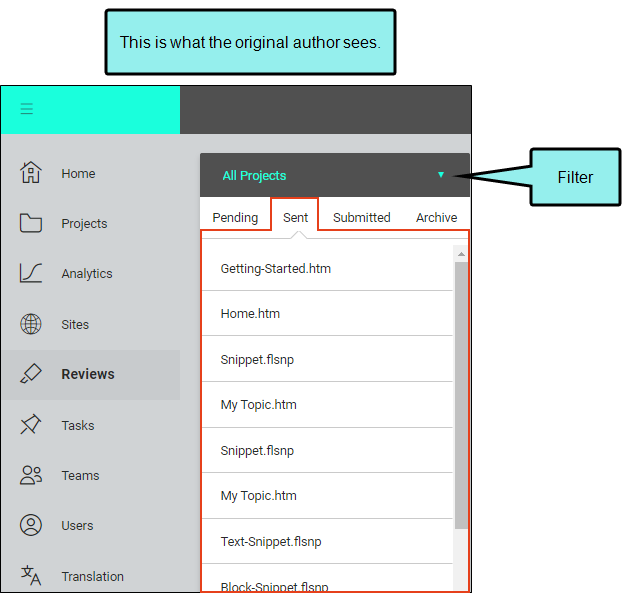 This is what the original author sees.
All Projects
Filter
Pending Sent Submitted Archive
Home
Projects
Analytics
Sites
Reviews
Tasks
Teams
Users
Translation
Getting-Started.htm
Home.htm
Snippet.flsnp
My Topic.htm
Snippet.flsnp
My Topic.htm
Text-Snippet.flsnp
Block-Snippet.flsnp